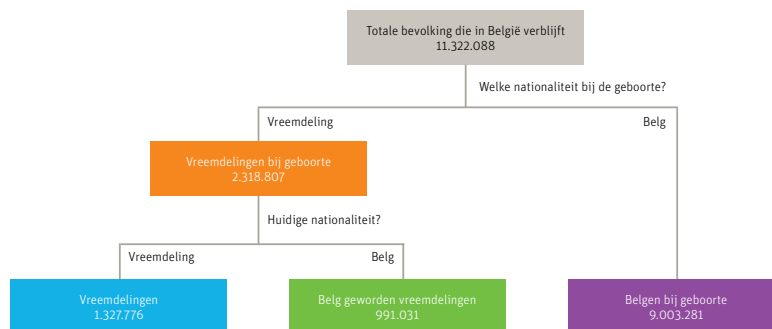 Totale bevolking die in België verblijft
11.322.088
Welke nationaliteit bij de geboorte?
Vreemdeling
Belg
Vreemdelingen bij geboorte
2.318.807
Huidige nationaliteit?
Vreemdeling
Belg
Vreemdelingen
1.327.776
Belg geworden vreemdelingen
991.031
Belgen bij geboorte
9.003.281